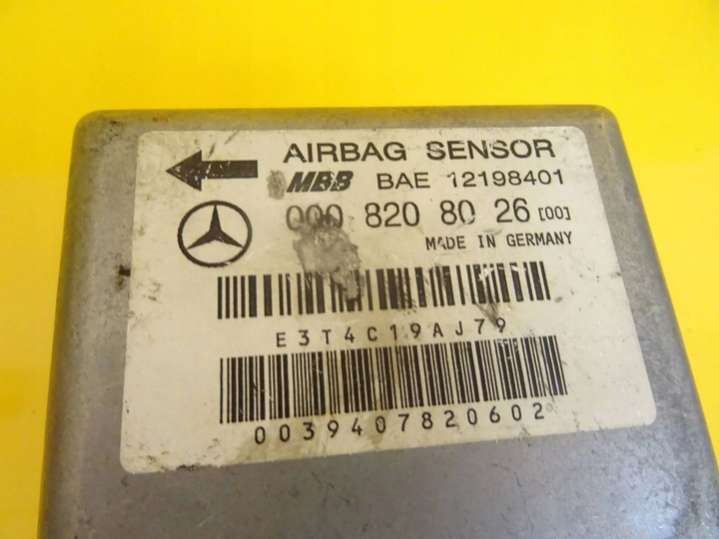 AIRBAG SENSOR
MBB BAE 12198401
000 820 80 26 [00]
MADE IN GERMANY
E3T4C19AJ79
0039407820602